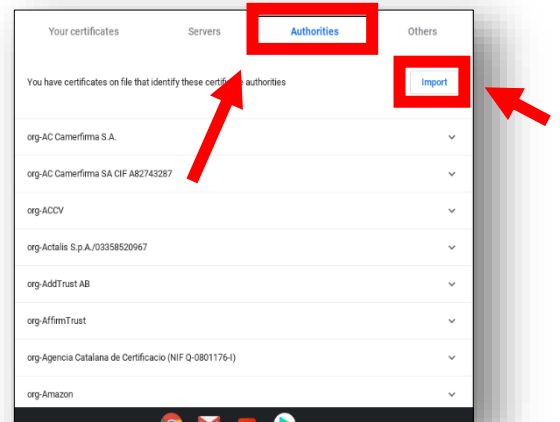 Your certificates Servers Authorities Others
You have certificates on file that identify these authorities Import
org-AC Camerfirma S.A.
org-AC Camerfirma SA CIF A82743287
org-ACCV
org-Actalis S.p.A./03358520967
org-AddTrust AB
org-AffirmTrust
org-Agencia Catalana de Certificacio (NIF Q-0801176-I)
org-Amazon